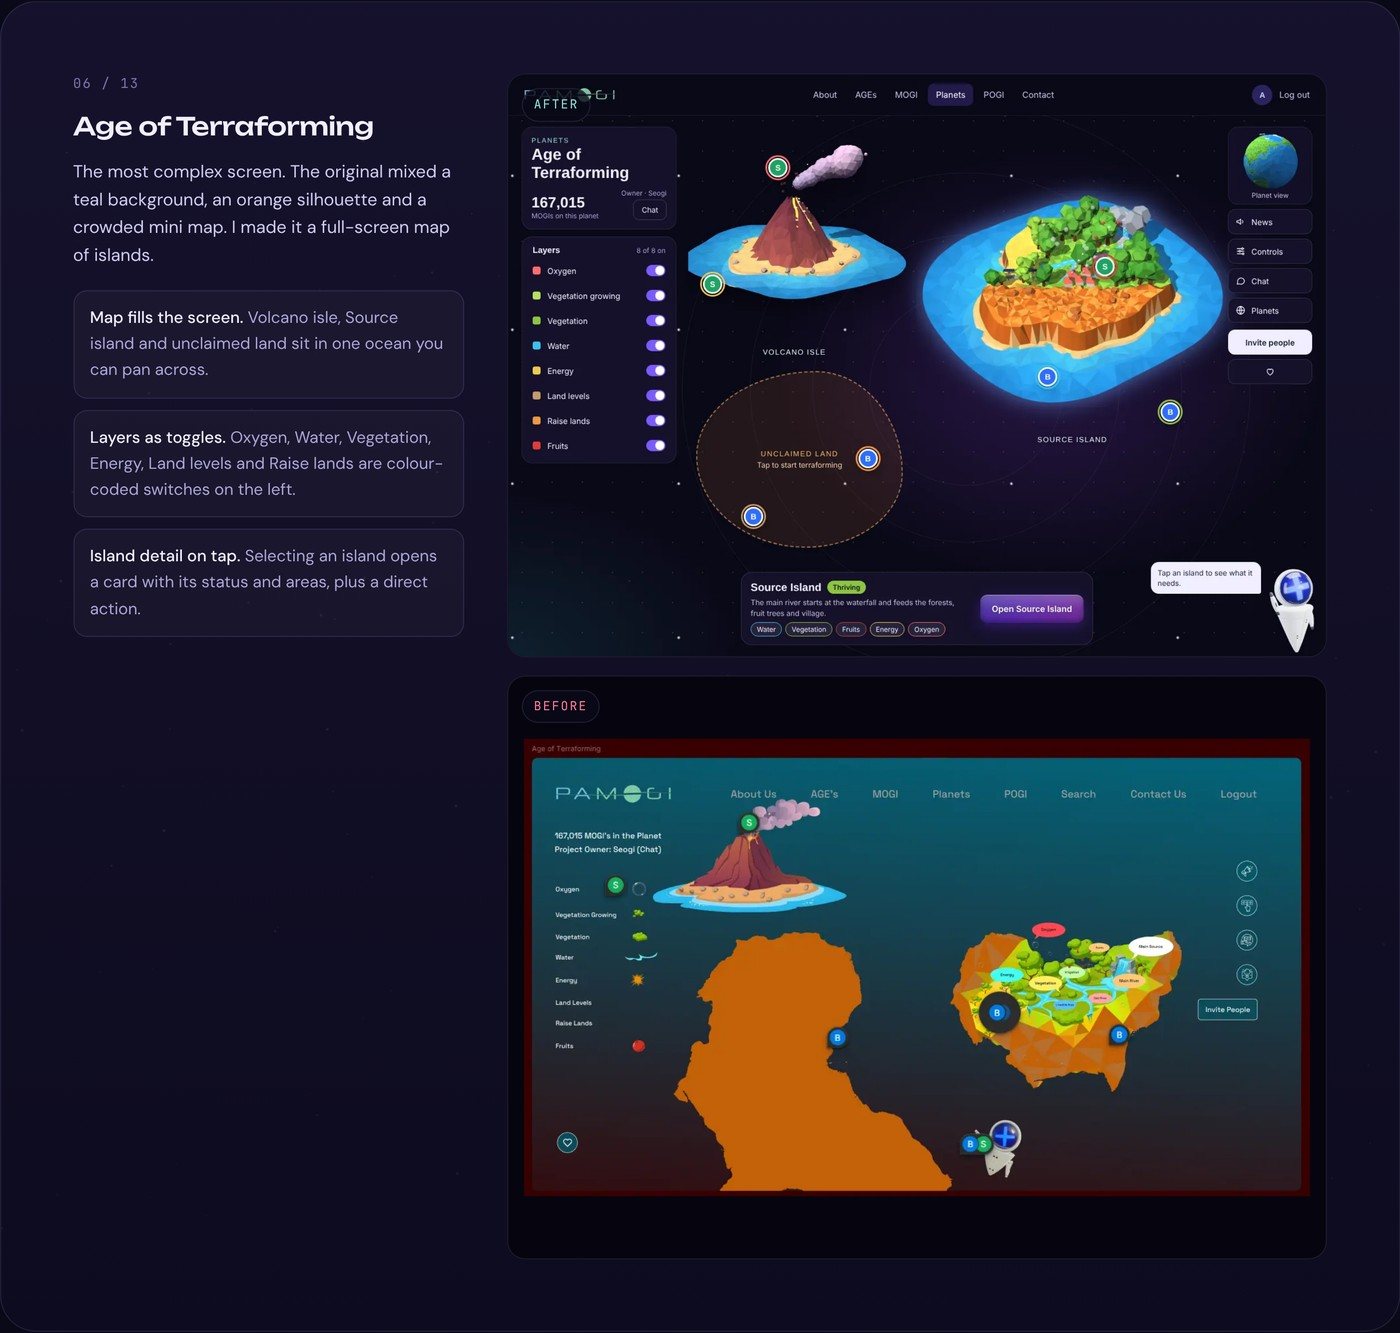 06 / 13
Age of Terraforming
The most complex screen. The original mixed a
teal background, an orange silhouette and a
crowded mini map. I made it a full-screen map
of islands.
Map fills the screen. Volcano isle, Source
island and unclaimed land sit in one ocean you
can pan across.
Layers as toggles. Oxygen, Water, Vegetation,
Energy, Land levels and Raise lands are colour-
coded switches on the left.
Island detail on tap. Selecting an island opens
a card with its status and areas, plus a direct
action.
PAMOGI
AFTER
About AGEs MOGI Planets POGI Contact
A Log out
PLANETS
Age of
Terraforming
Owner · Seogi
167,015
MOGIs on this planet
Chat
Layers 8 of 8 on
Oxygen
Vegetation growing
Vegetation
Water
Energy
Land levels
Raise lands
Fruits
S
S
S
VOLCANO ISLE
B
B
SOURCE ISLAND
UNCLAIMED LAND
Tap to start terraforming
B
B
Planet view
News
Controls
Chat
Planets
Invite people
Source Island Thriving
The main river starts at the waterfall and feeds the forests,
fruit trees and village.
Water Vegetation Fruits Energy Oxygen
Open Source Island
Tap an island to see what it
needs.
BEFORE
Age of Terraforming
PAMOGI
About Us AGE's MOGI Planets POGI Search Contact Us Logout
167,015 MOGI's in the Planet
Project Owner: Seogi (Chat)
S
Oxygen
S
Vegetation Growing
Vegetation
Water
Energy
Land Levels
Raise Lands
Fruits
B
Oxygen
Main Source
Energy
Vegetation
Main River
B
B
Invite People
B S